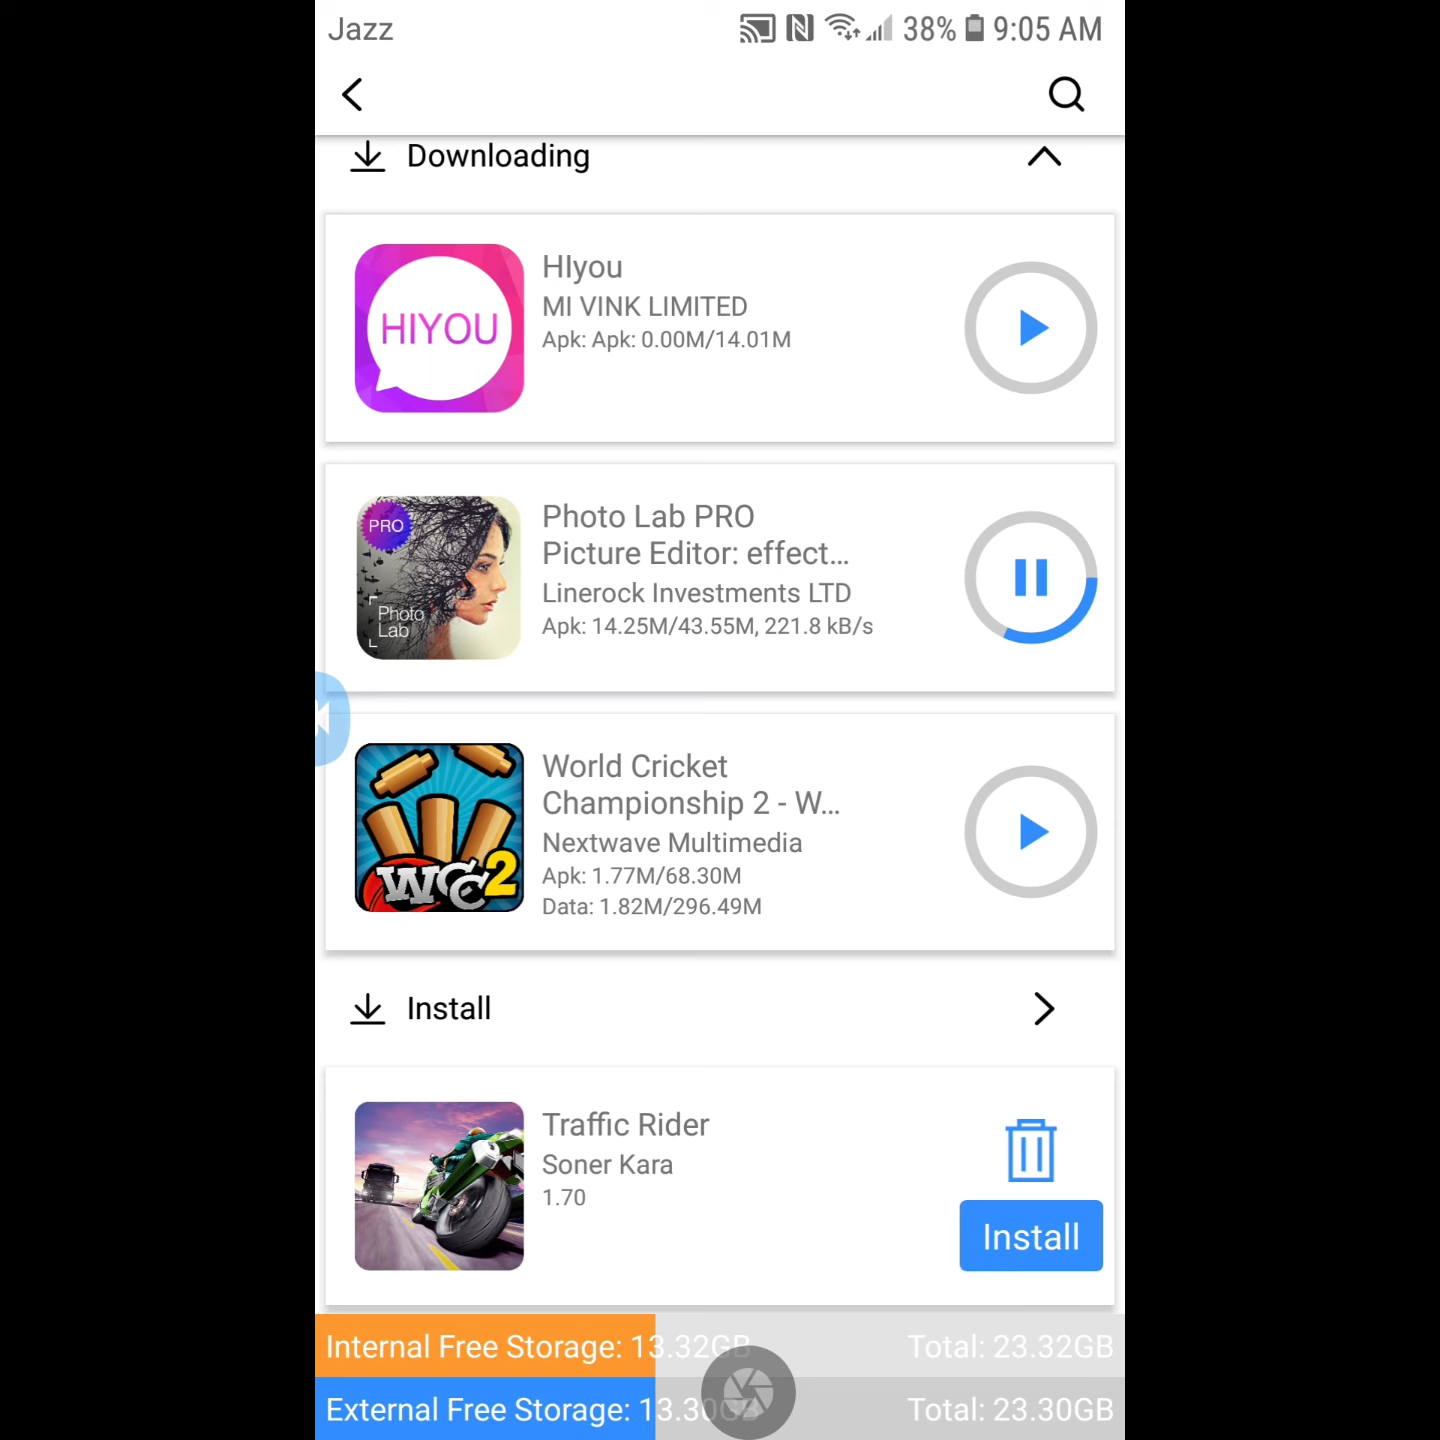 Jazz
38% 9:05 AM
Downloading
HIYOU
HIyou
MI VINK LIMITED
Apk: Apk: 0.00M/14.01M
PRO
Photo
Lab
Photo Lab PRO
Picture Editor: effect...
Linerock Investments LTD
Apk: 14.25M/43.55M, 221.8 kB/s
WCC2
World Cricket
Championship 2 - W...
Nextwave Multimedia
Apk: 1.77M/68.30M
Data: 1.82M/296.49M
Install
Traffic Rider
Soner Kara
1.70
Install
Internal Free Storage: 13.32GB Total: 23.32GB
External Free Storage: 13.30GB Total: 23.30GB